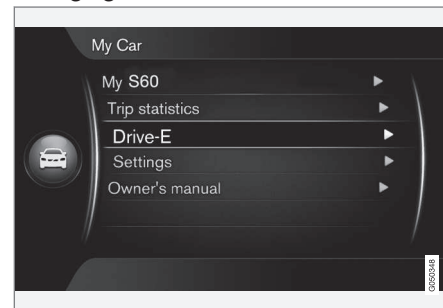 My Car
My S60
Trip statistics
Drive-E
Settings
Owner's manual
G050348